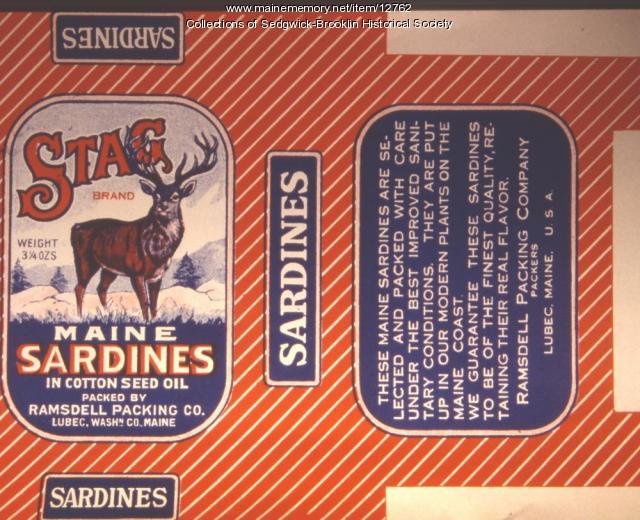 www.mainememory.net/item/12762
Collections of Sedgwick-Brooklin Historical Society
SARDINES
STAG
BRAND
WEIGHT
3¼ OZS
MAINE
SARDINES
IN COTTON SEED OIL
PACKED BY
RAMSDELL PACKING CO.
LUBEC, WASHN CO. MAINE
SARDINES
SARDINES
THESE MAINE SARDINES ARE SE-
LECTED AND PACKED WITH CARE
UNDER THE BEST IMPROVED SANI-
TARY CONDITIONS. THEY ARE PUT
UP IN OUR MODERN PLANTS ON THE
MAINE COAST.
WE GUARANTEE THESE SARDINES
TO BE OF THE FINEST QUALITY, RE-
TAINING THEIR REAL FLAVOR.
RAMSDELL PACKING COMPANY
PACKERS
LUBEC, MAINE. U. S. A.